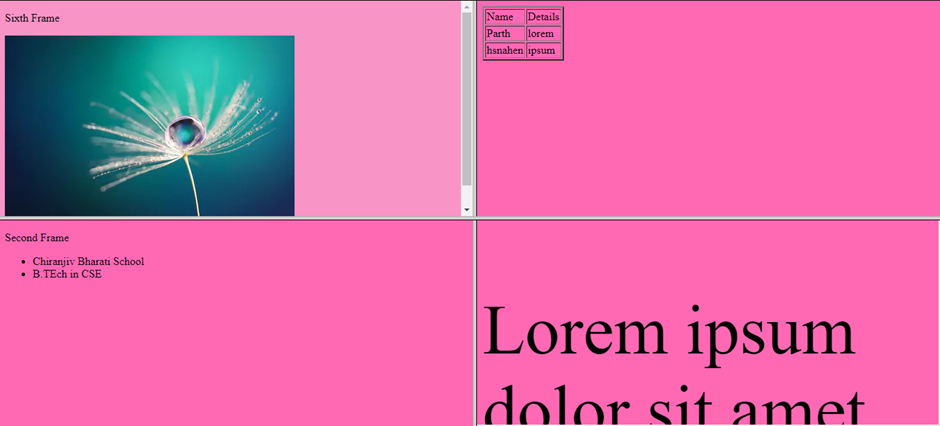 Sixth Frame
Name Details
Parth lorem
hsnahen ipsum
Second Frame
Chiranjiv Bharati School
B.TEch in CSE
Lorem ipsum
dolor sit amet